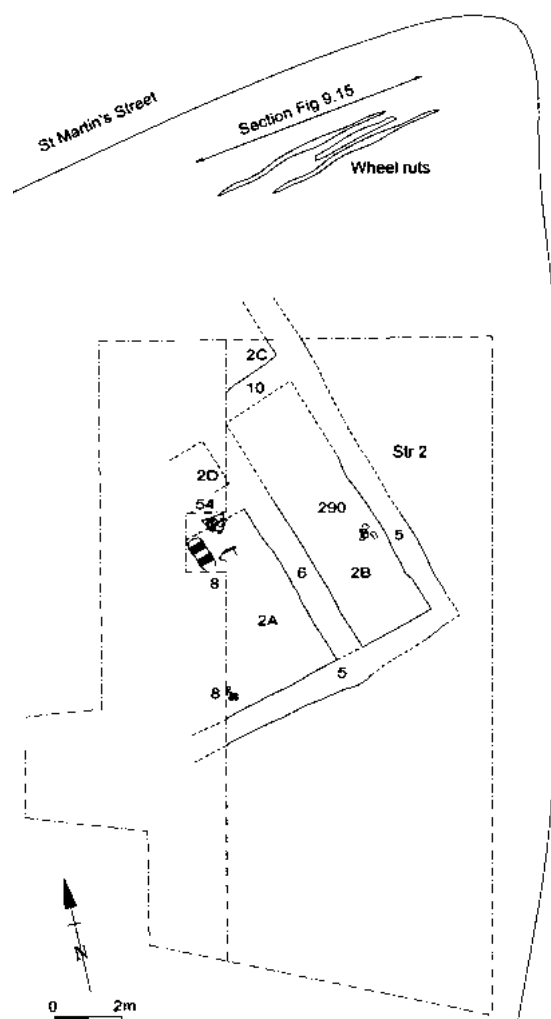 St Martin's Street
Section Fig 9.15
Wheel ruts
2C
10
Str 2
2D
54
290
5
6
2B
8
2A
8
5
N
0 2m